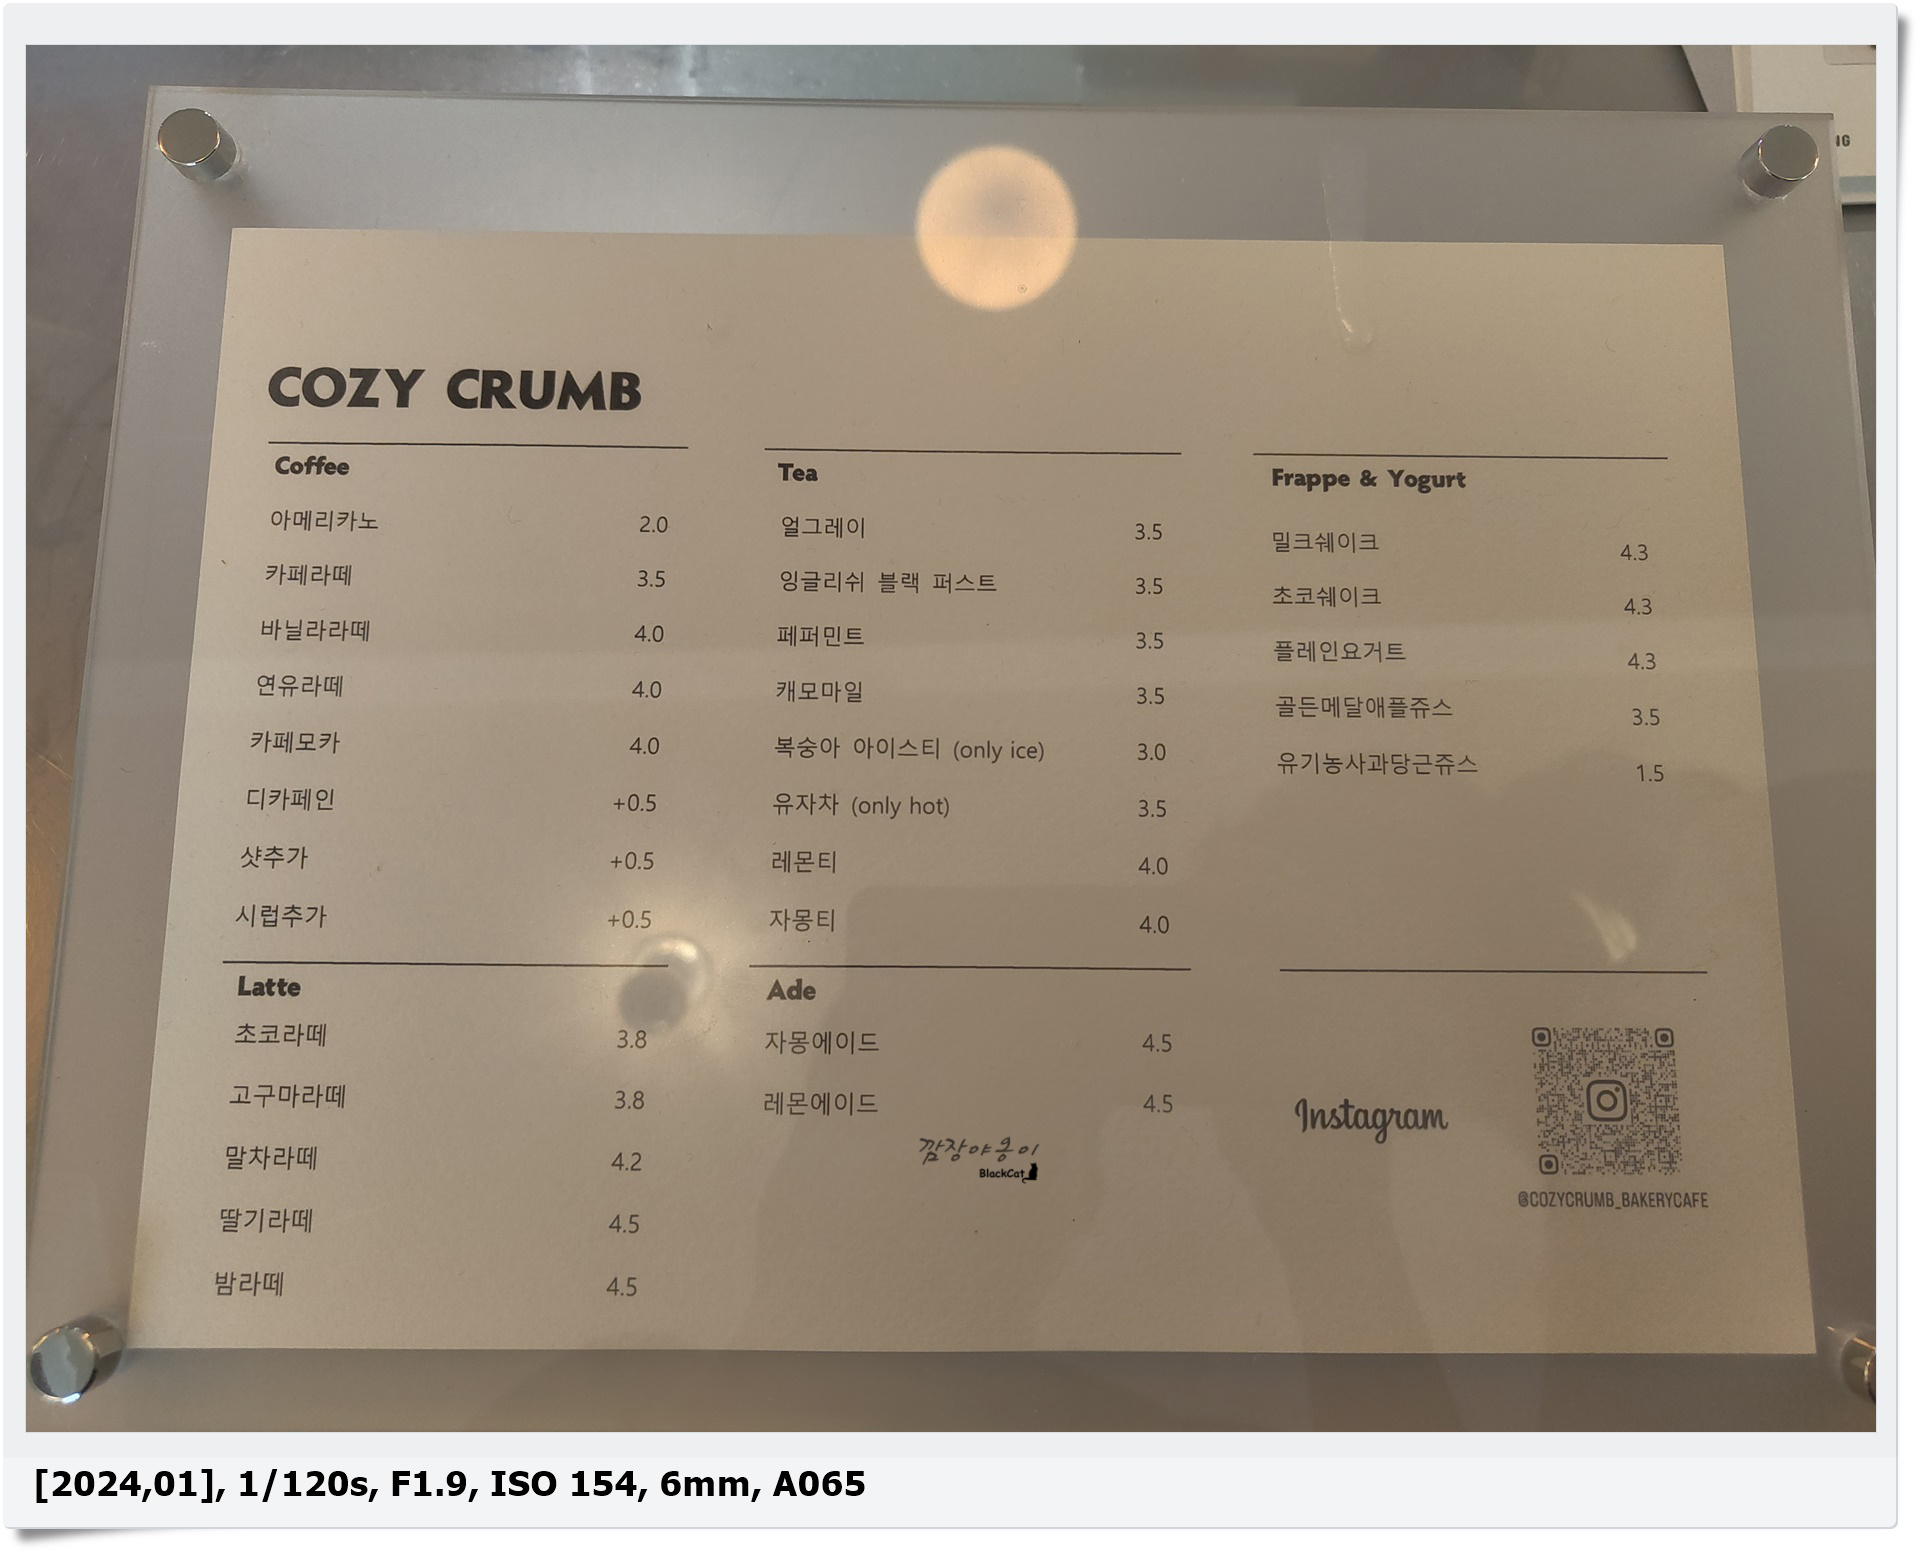 NG
COZY CRUMB
Coffee
아메리카노 2.0
카페라떼 3.5
바닐라라떼 4.0
연유라떼 4.0
카페모카 4.0
디카페인 +0.5
샷추가 +0.5
시럽추가 +0.5
Latte
초코라떼 3.8
고구마라떼 3.8
말차라떼 4.2
딸기라떼 4.5
밤라떼 4.5
Tea
얼그레이 3.5
잉글리쉬 블랙 퍼스트 3.5
페퍼민트 3.5
캐모마일 3.5
복숭아 아이스티 (only ice) 3.0
유자차 (only hot) 3.5
레몬티 4.0
자몽티 4.0
Ade
자몽에이드 4.5
레몬에이드 4.5
깜장야옹이
BlackCat
Frappe & Yogurt
밀크쉐이크 4.3
초코쉐이크 4.3
플레인요거트 4.3
골든메달애플쥬스 3.5
유기농사과당근쥬스 1.5
Instagram
@COZYCRUMB_BAKERYCAFE
[2024,01], 1/120s, F1.9, ISO 154, 6mm, A065